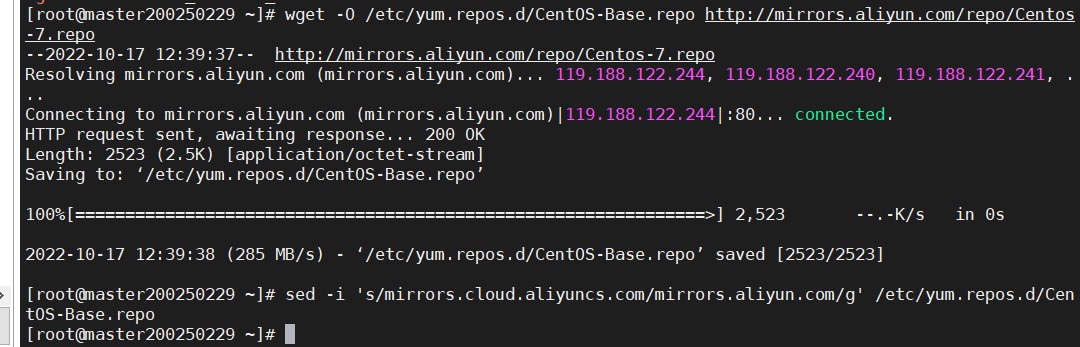 [root@master200250229 ~]# wget -O /etc/yum.repos.d/CentOS-Base.repo http://mirrors.aliyun.com/repo/Centos
-7.repo
--2022-10-17 12:39:37--  http://mirrors.aliyun.com/repo/Centos-7.repo
Resolving mirrors.aliyun.com (mirrors.aliyun.com)... 119.188.122.244, 119.188.122.240, 119.188.122.241, .
..
Connecting to mirrors.aliyun.com (mirrors.aliyun.com)|119.188.122.244|:80... connected.
HTTP request sent, awaiting response... 200 OK
Length: 2523 (2.5K) [application/octet-stream]
Saving to: ‘/etc/yum.repos.d/CentOS-Base.repo’
100%[===============================================================>] 2,523       --.-K/s   in 0s
2022-10-17 12:39:38 (285 MB/s) - ‘/etc/yum.repos.d/CentOS-Base.repo’ saved [2523/2523]
[root@master200250229 ~]# sed -i 's/mirrors.cloud.aliyuncs.com/mirrors.aliyun.com/g' /etc/yum.repos.d/Cen
tOS-Base.repo
[root@master200250229 ~]#